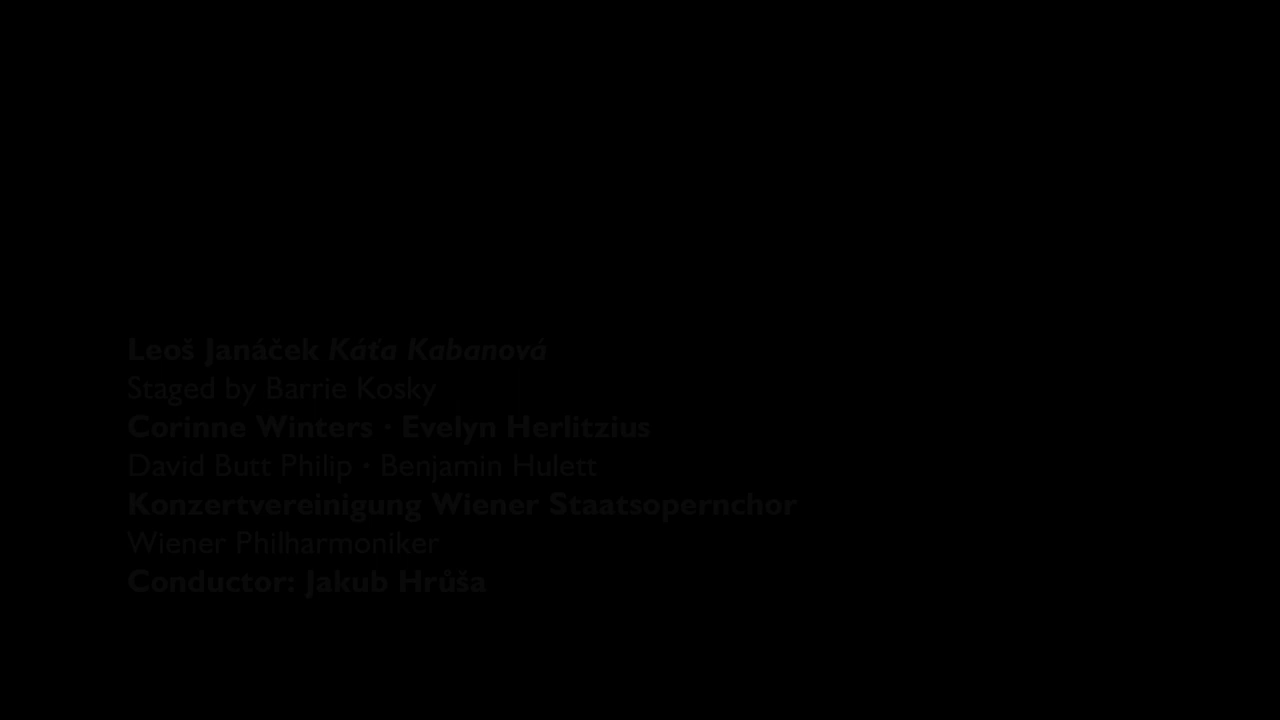 Leoš Janáček Káťa Kabanová
Staged by Barrie Kosky
Corinne Winters · Evelyn Herlitzius
David Butt Philip · Benjamin Hulett
Konzertvereinigung Wiener Staatsopernchor
Wiener Philharmoniker
Conductor: Jakub Hrůša